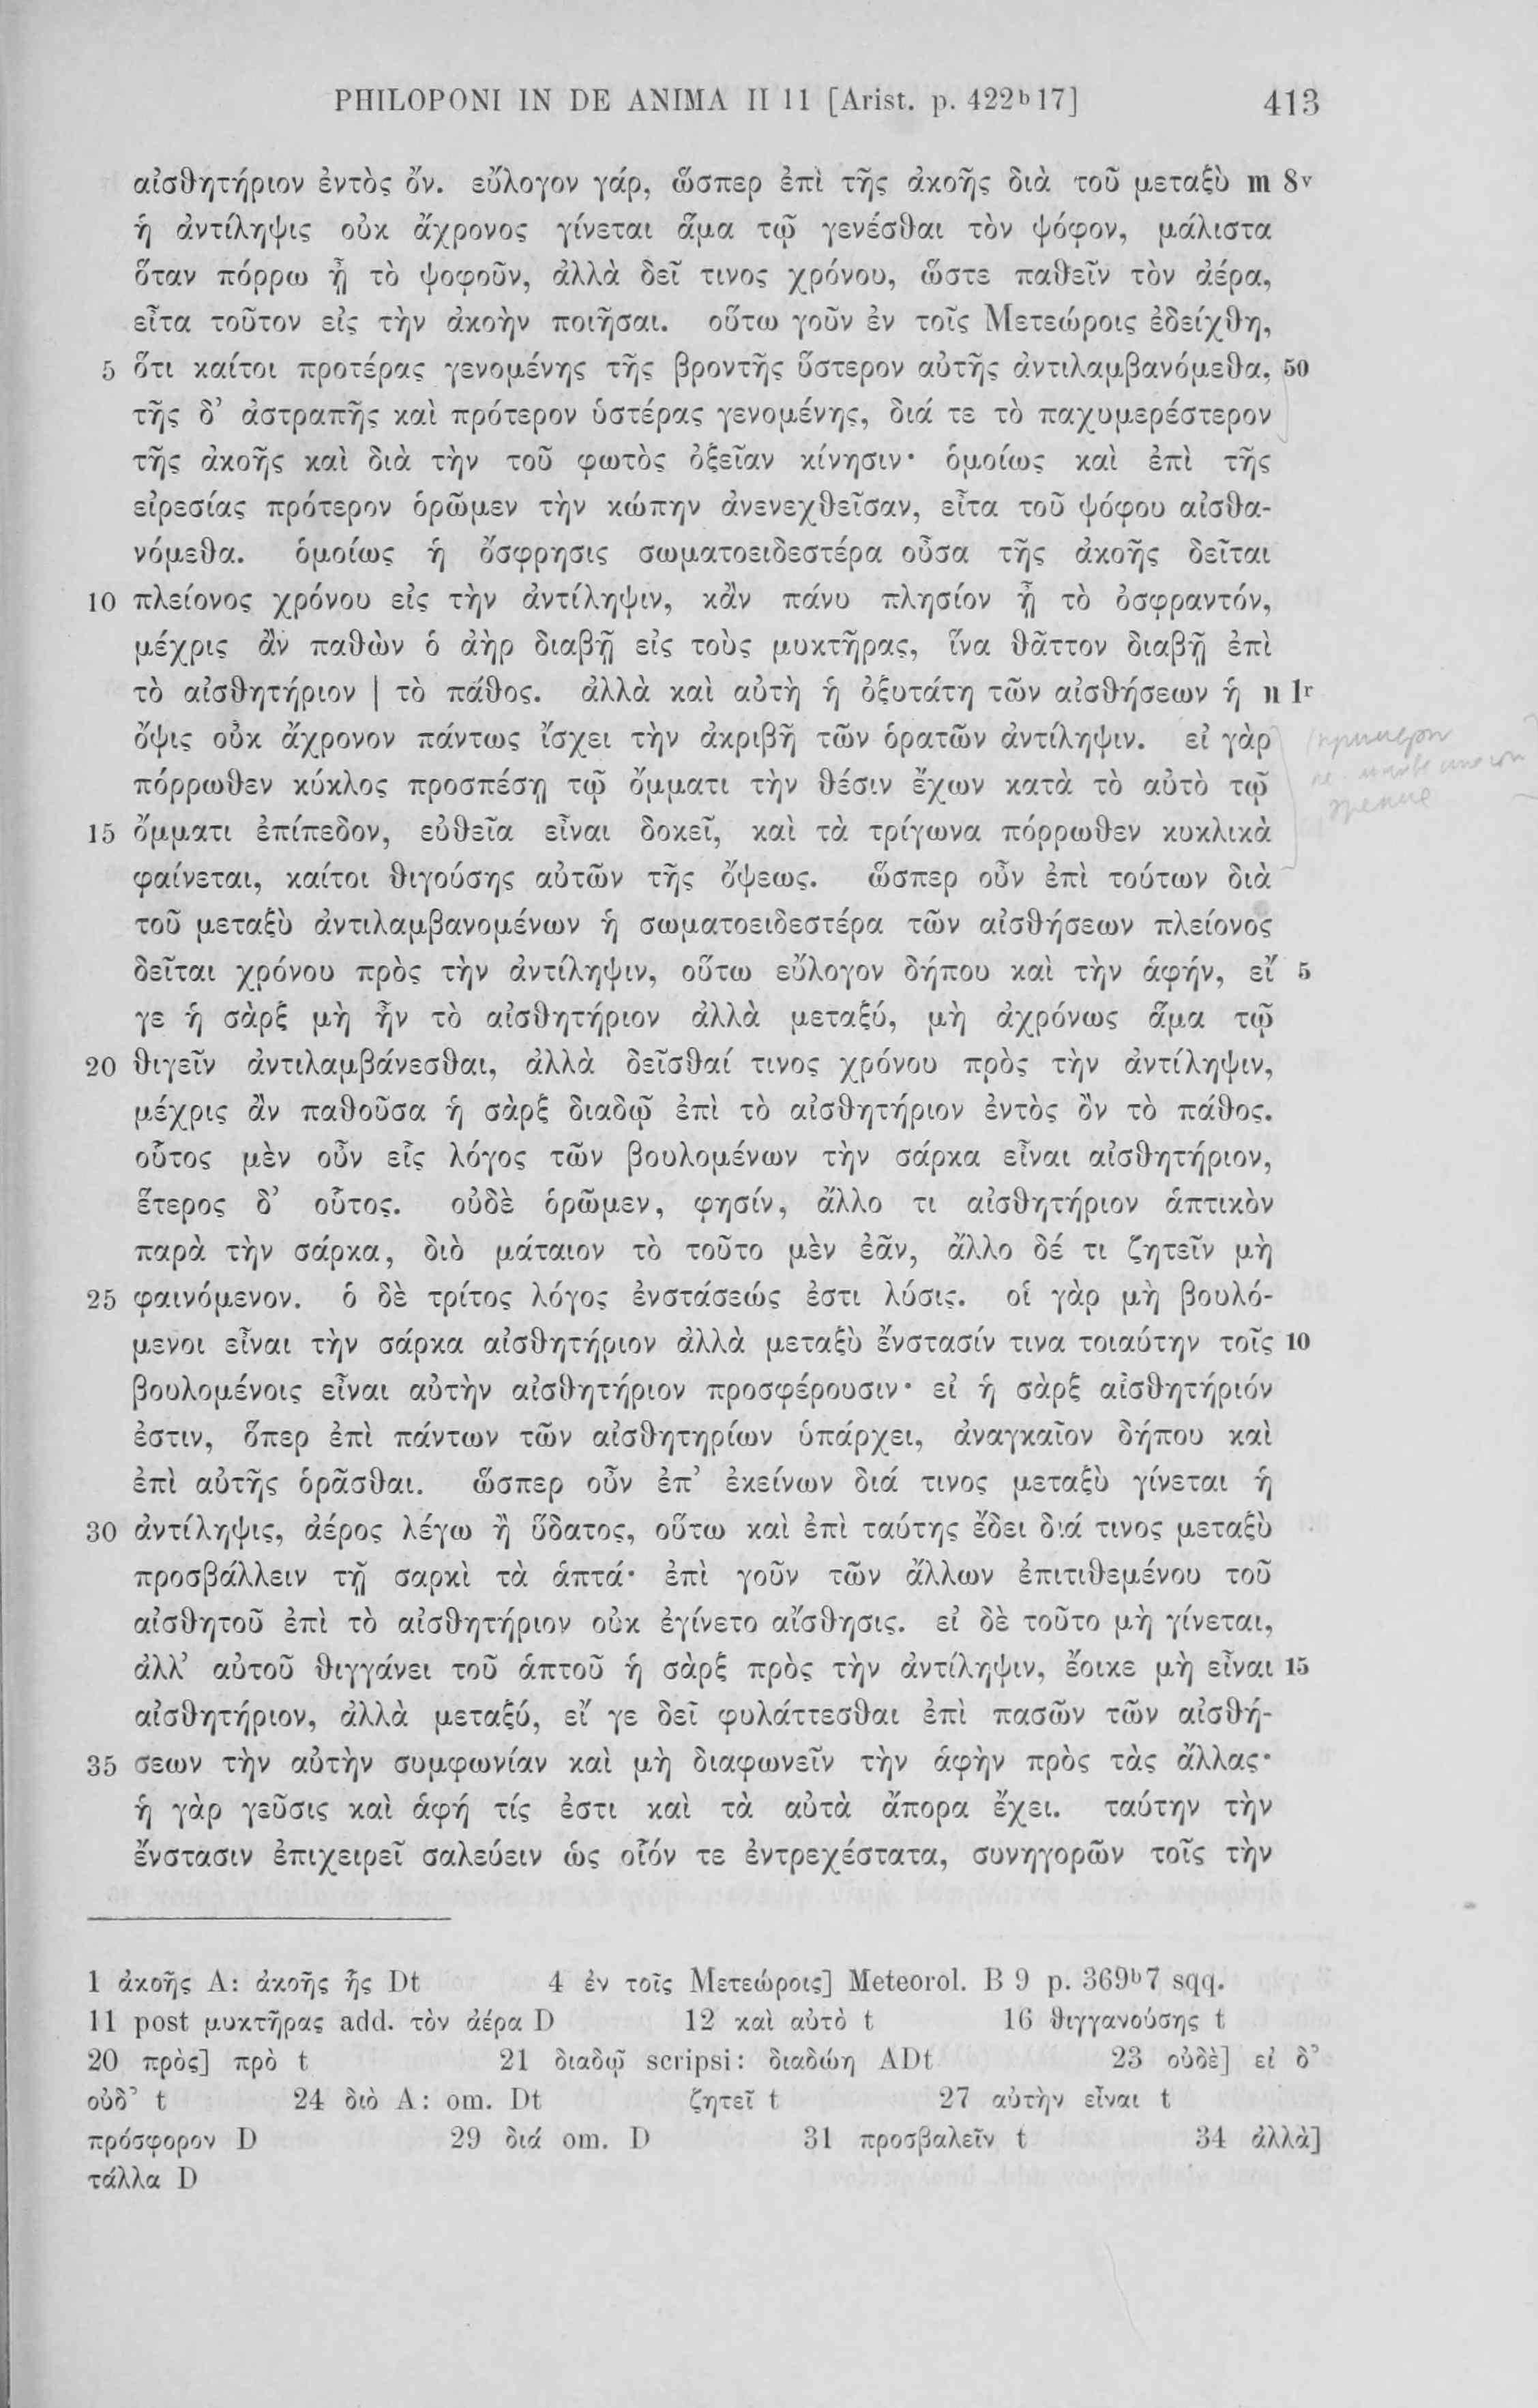 PHILOPONI IN DE ANIMA II 11 [Arist. p. 422ᵇ17] 413
αἰσθητήριον ἐντὸς ὄν. εὔλογον γάρ, ὥσπερ ἐπὶ τῆς ἀκοῆς διὰ τοῦ μεταξὺ m 8ᵛ
ἡ ἀντίληψις οὐκ ἄχρονος γίνεται ἅμα τῷ γενέσθαι τὸν ψόφον, μάλιστα
ὅταν πόρρω ᾖ τὸ ψοφοῦν, ἀλλὰ δεῖ τινος χρόνου, ὥστε παθεῖν τὸν ἀέρα,
εἶτα τοῦτον εἰς τὴν ἀκοὴν ποιῆσαι. οὕτω γοῦν ἐν τοῖς Μετεώροις ἐδείχθη,
5 ὅτι καίτοι προτέρας γενομένης τῆς βροντῆς ὕστερον αὐτῆς ἀντιλαμβανόμεθα, 50
τῆς δ’ ἀστραπῆς καὶ πρότερον ὑστέρας γενομένης, διά τε τὸ παχυμερέστερον
τῆς ἀκοῆς καὶ διὰ τὴν τοῦ φωτὸς ὀξεῖαν κίνησιν· ὁμοίως καὶ ἐπὶ τῆς
εἰρεσίας πρότερον ὁρῶμεν τὴν κώπην ἀνενεχθεῖσαν, εἶτα τοῦ ψόφου αἰσθα-
νόμεθα. ὁμοίως ἡ ὄσφρησις σωματοειδεστέρα οὖσα τῆς ἀκοῆς δεῖται
10 πλείονος χρόνου εἰς τὴν ἀντίληψιν, κἂν πάνυ πλησίον ᾖ τὸ ὀσφραντόν,
μέχρις ἂν παθὼν ὁ ἀὴρ διαβῇ εἰς τοὺς μυκτῆρας, ἵνα θᾶττον διαβῇ ἐπὶ
τὸ αἰσθητήριον | τὸ πάθος. ἀλλὰ καὶ αὐτὴ ἡ ὀξυτάτη τῶν αἰσθήσεων ἡ n 1ʳ
ὄψις οὐκ ἄχρονον πάντως ἴσχει τὴν ἀκριβῆ τῶν ὁρατῶν ἀντίληψιν. εἰ γὰρ
πόρρωθεν κύκλος προσπέσῃ τῷ ὄμματι τὴν θέσιν ἔχων κατὰ τὸ αὐτὸ τῷ
15 ὄμματι ἐπίπεδον, εὐθεῖα εἶναι δοκεῖ, καὶ τὰ τρίγωνα πόρρωθεν κυκλικὰ
φαίνεται, καίτοι θιγούσης αὐτῶν τῆς ὄψεως. ὥσπερ οὖν ἐπὶ τούτων διὰ
τοῦ μεταξὺ ἀντιλαμβανομένων ἡ σωματοειδεστέρα τῶν αἰσθήσεων πλείονος
δεῖται χρόνου πρὸς τὴν ἀντίληψιν, οὕτω εὔλογον δήπου καὶ τὴν ἁφήν, εἴ 5
γε ἡ σὰρξ μὴ ἦν τὸ αἰσθητήριον ἀλλὰ μεταξύ, μὴ ἀχρόνως ἅμα τῷ
20 θιγεῖν ἀντιλαμβάνεσθαι, ἀλλὰ δεῖσθαί τινος χρόνου πρὸς τὴν ἀντίληψιν,
μέχρις ἂν παθοῦσα ἡ σὰρξ διαδῷ ἐπὶ τὸ αἰσθητήριον ἐντὸς ὂν τὸ πάθος.
οὗτος μὲν οὖν εἷς λόγος τῶν βουλομένων τὴν σάρκα εἶναι αἰσθητήριον,
ἕτερος δ’ οὗτος. οὐδὲ ὁρῶμεν, φησίν, ἄλλο τι αἰσθητήριον ἁπτικὸν
παρὰ τὴν σάρκα, διὸ μάταιον τὸ τοῦτο μὲν ἐᾶν, ἄλλο δέ τι ζητεῖν μὴ
25 φαινόμενον. ὁ δὲ τρίτος λόγος ἐνστάσεώς ἐστι λύσις. οἱ γὰρ μὴ βουλό-
μενοι εἶναι τὴν σάρκα αἰσθητήριον ἀλλὰ μεταξὺ ἔνστασίν τινα τοιαύτην τοῖς 10
βουλομένοις εἶναι αὐτὴν αἰσθητήριον προσφέρουσιν· εἰ ἡ σὰρξ αἰσθητήριόν
ἐστιν, ὅπερ ἐπὶ πάντων τῶν αἰσθητηρίων ὑπάρχει, ἀναγκαῖον δήπου καὶ
ἐπὶ αὐτῆς ὁρᾶσθαι. ὥσπερ οὖν ἐπ’ ἐκείνων διά τινος μεταξὺ γίνεται ἡ
30 ἀντίληψις, ἀέρος λέγω ἢ ὕδατος, οὕτω καὶ ἐπὶ ταύτης ἔδει διά τινος μεταξὺ
προσβάλλειν τῇ σαρκὶ τὰ ἁπτά· ἐπὶ γοῦν τῶν ἄλλων ἐπιτιθεμένου τοῦ
αἰσθητοῦ ἐπὶ τὸ αἰσθητήριον οὐκ ἐγίνετο αἴσθησις. εἰ δὲ τοῦτο μὴ γίνεται,
ἀλλ’ αὐτοῦ θιγγάνει τοῦ ἁπτοῦ ἡ σὰρξ πρὸς τὴν ἀντίληψιν, ἔοικε μὴ εἶναι 15
αἰσθητήριον, ἀλλὰ μεταξύ, εἴ γε δεῖ φυλάττεσθαι ἐπὶ πασῶν τῶν αἰσθή-
35 σεων τὴν αὐτὴν συμφωνίαν καὶ μὴ διαφωνεῖν τὴν ἁφὴν πρὸς τὰς ἄλλας·
ἡ γὰρ γεῦσις καὶ ἁφή τίς ἐστι καὶ τὰ αὐτὰ ἄπορα ἔχει. ταύτην τὴν
ἔνστασιν ἐπιχειρεῖ σαλεύειν ὡς οἷόν τε ἐντρεχέστατα, συνηγορῶν τοῖς τὴν
1 ἀκοῆς A: ἀκοῆς ἧς Dt 4 ἐν τοῖς Μετεώροις] Meteorol. B 9 p. 369ᵇ7 sqq.
11 post μυκτῆρας add. τὸν ἀέρα D 12 καὶ αὐτὸ t 16 θιγγανούσης t
20 πρὸς] πρὸ t 21 διαδῷ scripsi: διαδώῃ ADt 23 οὐδὲ] εἰ δ’
οὐδ’ t 24 διὸ A: om. Dt ζητεῖ t 27 αὐτὴν εἶναι t
πρόσφορον D 29 διά om. D 31 προσβαλεῖν t 34 ἀλλὰ]
τἄλλα D